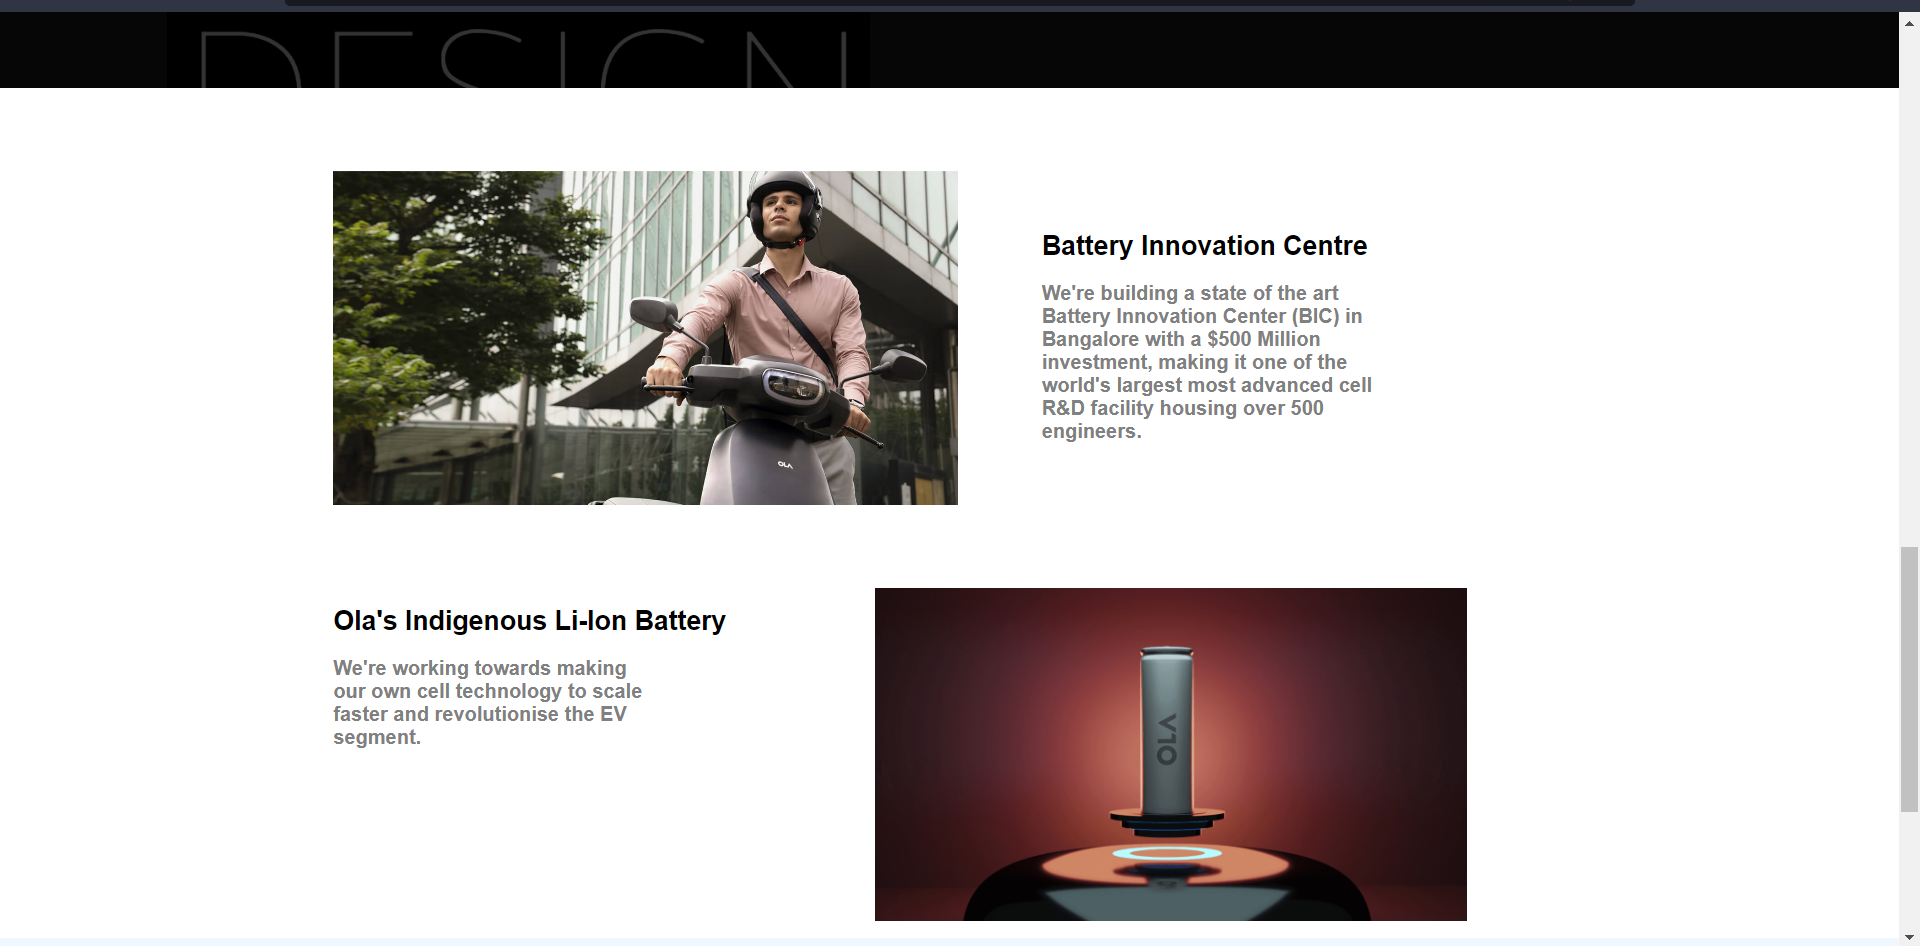 DESIGN
OLA
Battery Innovation Centre
We're building a state of the art
Battery Innovation Center (BIC) in
Bangalore with a $500 Million
investment, making it one of the
world's largest most advanced cell
R&D facility housing over 500
engineers.
Ola's Indigenous Li-Ion Battery
We're working towards making
our own cell technology to scale
faster and revolutionise the EV
segment.
OLA